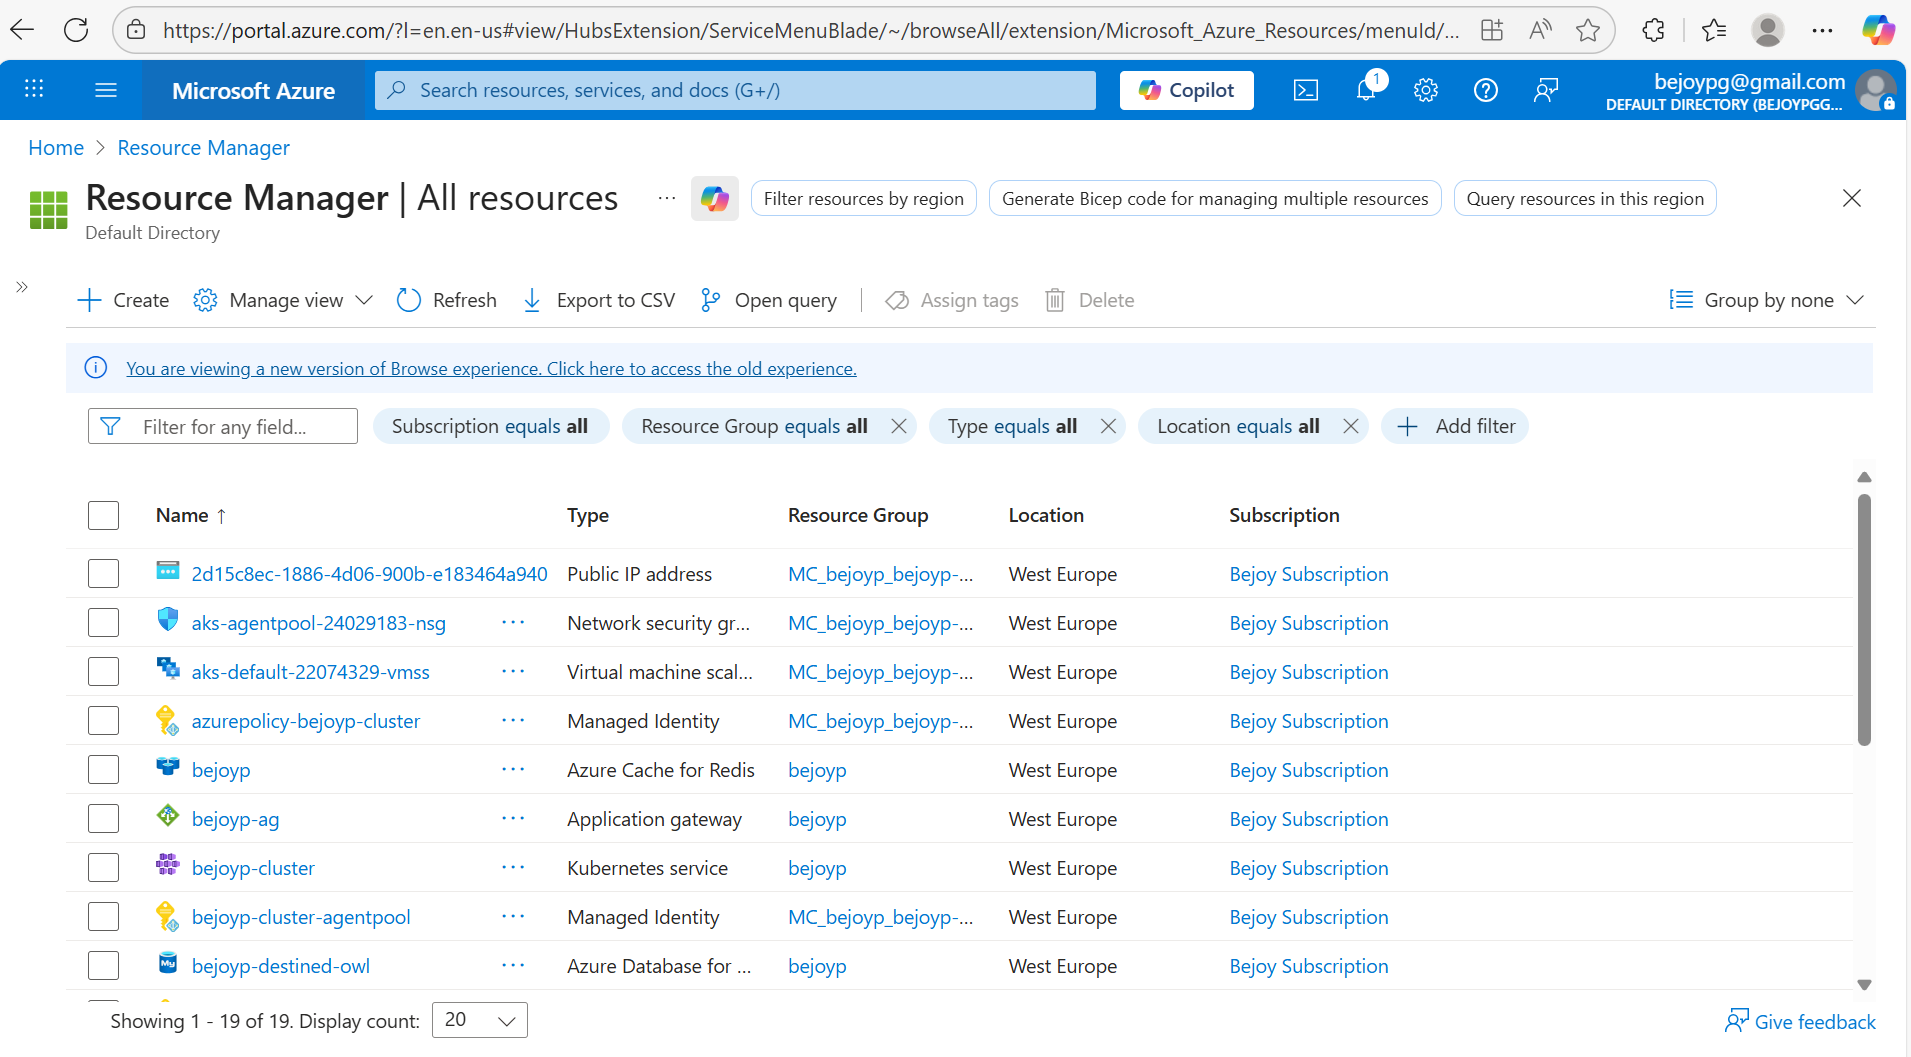 https://portal.azure.com/?l=en.en-us#view/HubsExtension/ServiceMenuBlade/~/browseAll/extension/Microsoft_Azure_Resources/menuId/...
Microsoft Azure
Search resources, services, and docs (G+/)
Copilot
1
bejoypg@gmail.com
DEFAULT DIRECTORY (BEJOYPGG...
Home > Resource Manager
Resource Manager | All resources
...
Filter resources by region
Generate Bicep code for managing multiple resources
Query resources in this region
Default Directory
Create
Manage view
Refresh
Export to CSV
Open query
Assign tags
Delete
Group by none
You are viewing a new version of Browse experience. Click here to access the old experience.
Filter for any field...
Subscription equals all
Resource Group equals all
Type equals all
Location equals all
Add filter
Name ↑ Type Resource Group Location Subscription
2d15c8ec-1886-4d06-900b-e183464a940 Public IP address MC_bejoyp_bejoyp-... West Europe Bejoy Subscription
aks-agentpool-24029183-nsg ... Network security gr... MC_bejoyp_bejoyp-... West Europe Bejoy Subscription
aks-default-22074329-vmss ... Virtual machine scal... MC_bejoyp_bejoyp-... West Europe Bejoy Subscription
azurepolicy-bejoyp-cluster ... Managed Identity MC_bejoyp_bejoyp-... West Europe Bejoy Subscription
bejoyp ... Azure Cache for Redis bejoyp West Europe Bejoy Subscription
bejoyp-ag ... Application gateway bejoyp West Europe Bejoy Subscription
bejoyp-cluster ... Kubernetes service bejoyp West Europe Bejoy Subscription
bejoyp-cluster-agentpool ... Managed Identity MC_bejoyp_bejoyp-... West Europe Bejoy Subscription
My bejoyp-destined-owl ... Azure Database for ... bejoyp West Europe Bejoy Subscription
Showing 1 - 19 of 19. Display count: 20
Give feedback